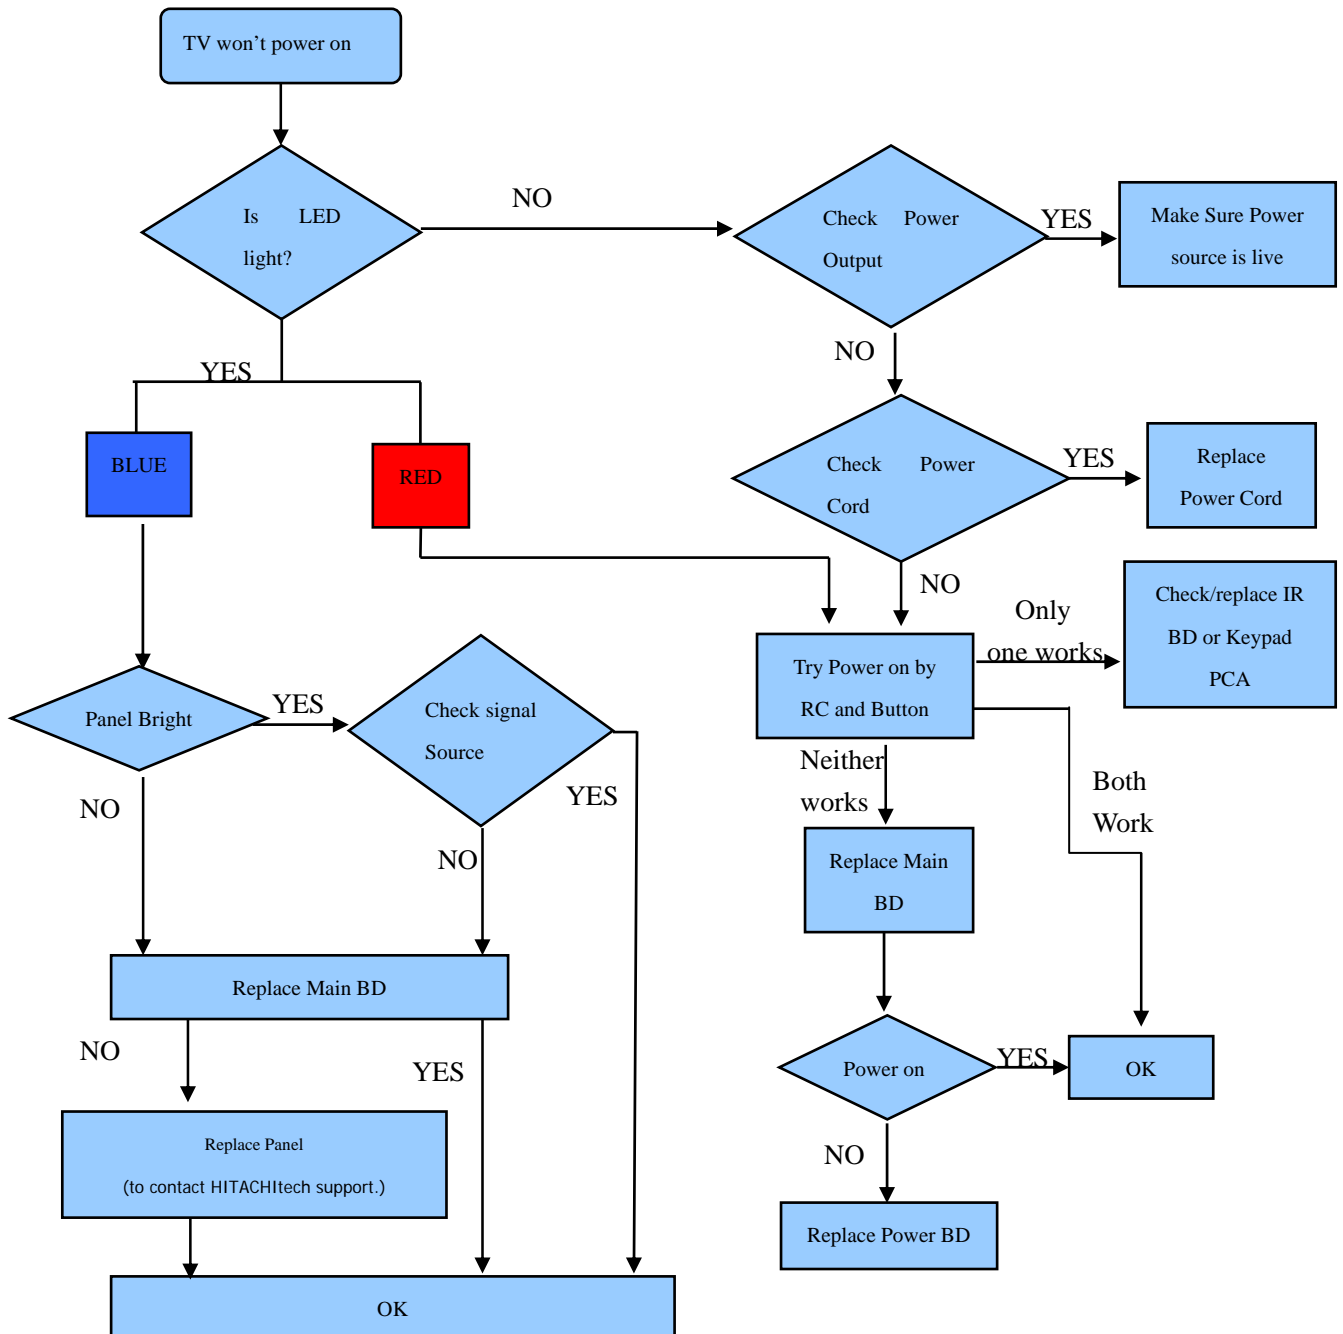 TV won’t power on
Is LED
light?
NO
Check Power
Output
YES
Make Sure Power
source is live
YES
NO
BLUE
RED
Check Power
Cord
YES
Replace
Power Cord
NO
Only
one works
Check/replace IR
BD or Keypad
PCA
Try Power on by
RC and Button
Panel Bright
YES
Check signal
Source
YES
NO
NO
Neither
works
Both
Work
Replace Main
BD
Replace Main BD
NO
YES
Power on
YES
OK
Replace Panel
(to contact HITACHItech support.)
NO
Replace Power BD
OK